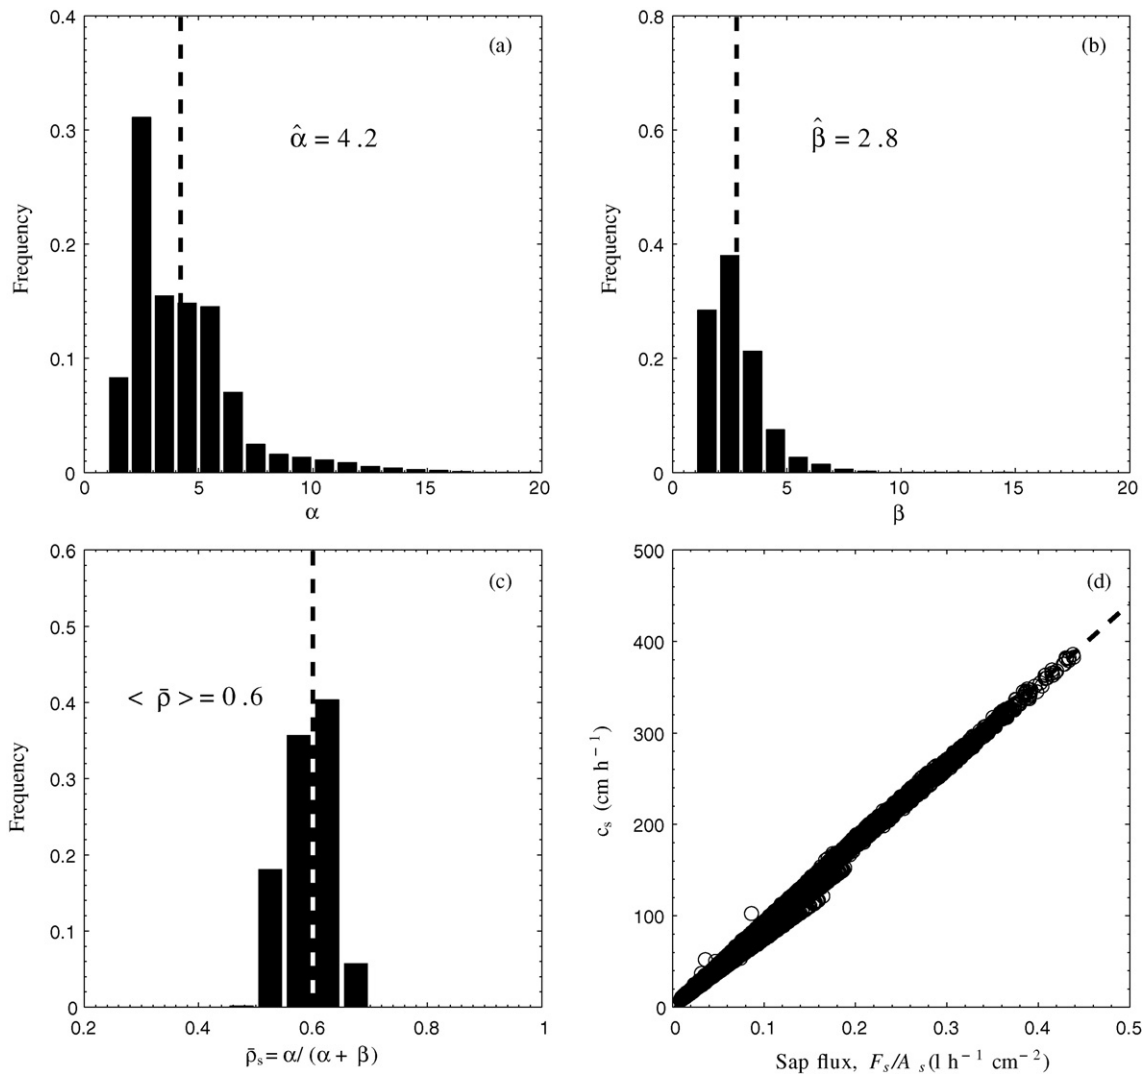 (a)
α̂ = 4.2
Frequency
0.4
0.3
0.2
0.1
0
0 5 10 15 20
α
(b)
β̂ = 2.8
Frequency
0.8
0.6
0.4
0.2
0
0 5 10 15 20
β
(c)
< ρ̄ > = 0.6
Frequency
0.6
0.5
0.4
0.3
0.2
0.1
0
0.2 0.4 0.6 0.8 1
ρ̄s = α/(α + β)
(d)
cs (cm h−1)
500
400
300
200
100
0
0 0.1 0.2 0.3 0.4 0.5
Sap flux, Fs/As (l h−1 cm−2)